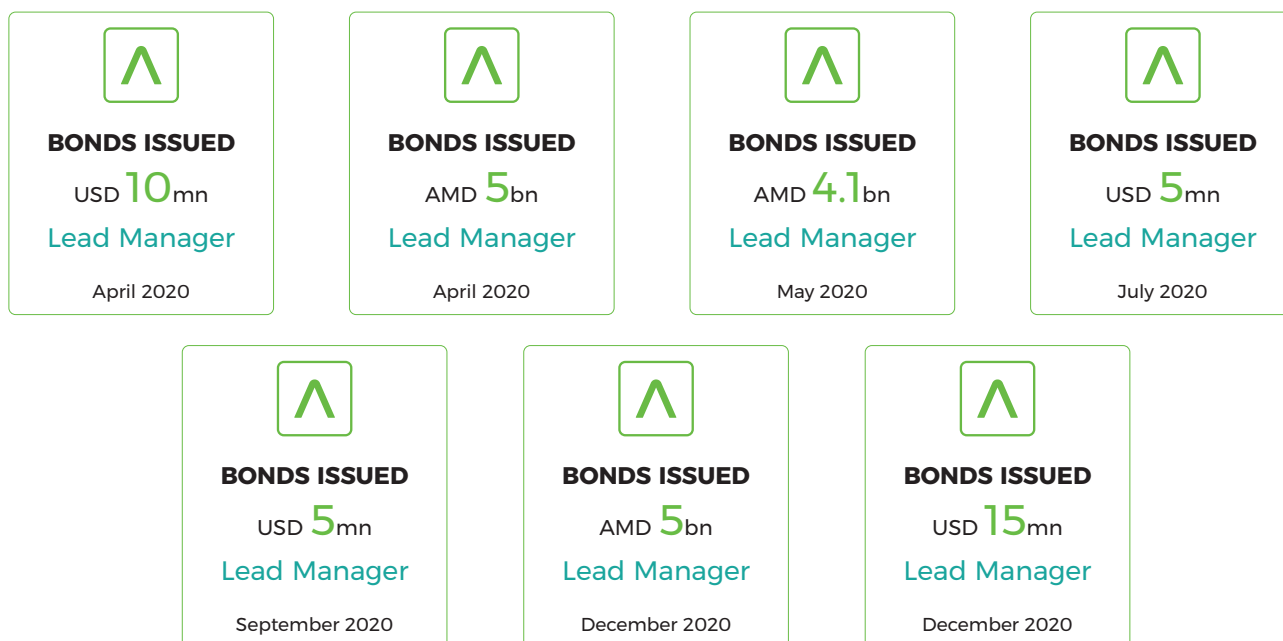 BONDS ISSUED
USD 10mn
Lead Manager
April 2020
BONDS ISSUED
AMD 5bn
Lead Manager
April 2020
BONDS ISSUED
AMD 4.1bn
Lead Manager
May 2020
BONDS ISSUED
USD 5mn
Lead Manager
July 2020
BONDS ISSUED
USD 5mn
Lead Manager
September 2020
BONDS ISSUED
AMD 5bn
Lead Manager
December 2020
BONDS ISSUED
USD 15mn
Lead Manager
December 2020